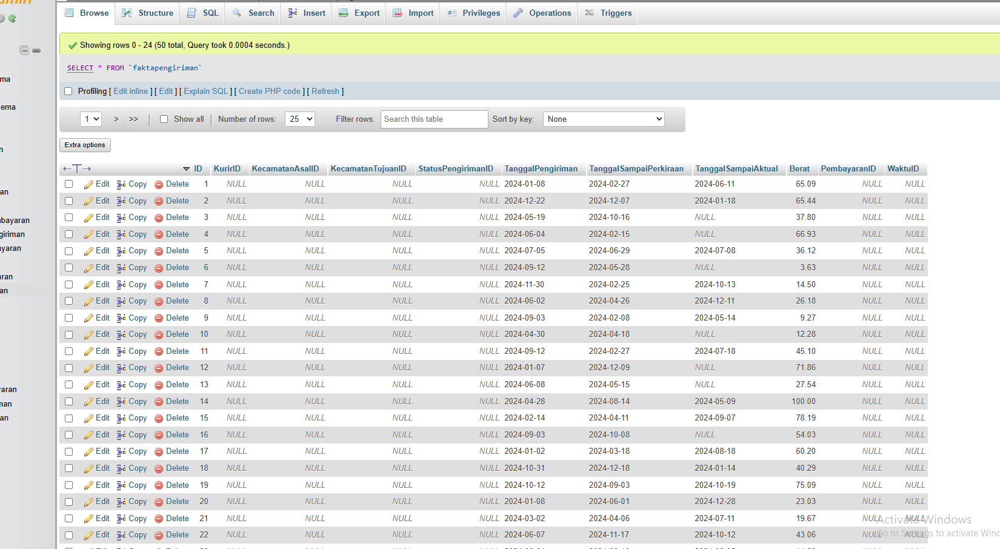 Browse Structure SQL Search Insert Export Import Privileges Operations Triggers
Showing rows 0 - 24 (50 total, Query took 0.0004 seconds.)
SELECT * FROM `faktapengiriman`
Profiling [ Edit inline ] [ Edit ] [ Explain SQL ] [ Create PHP code ] [ Refresh ]
1 > >> Show all Number of rows: 25 Filter rows: Search this table Sort by key: None
Extra options
ID KurirID KecamatanAsalID KecamatanTujuanID StatusPengirimanID TanggalPengiriman TanggalSampaiPerkiraan TanggalSampaiAktual Berat PembayaranID WaktuID
Edit Copy Delete 1 NULL NULL NULL NULL 2024-01-08 2024-02-27 2024-06-11 65.09 NULL NULL
Edit Copy Delete 2 NULL NULL NULL NULL 2024-12-22 2024-12-07 2024-01-18 65.44 NULL NULL
Edit Copy Delete 3 NULL NULL NULL NULL 2024-05-19 2024-10-16 NULL 37.80 NULL NULL
Edit Copy Delete 4 NULL NULL NULL NULL 2024-06-04 2024-02-15 NULL 66.93 NULL NULL
Edit Copy Delete 5 NULL NULL NULL NULL 2024-07-05 2024-06-29 2024-07-08 36.12 NULL NULL
Edit Copy Delete 6 NULL NULL NULL NULL 2024-09-12 2024-05-28 NULL 3.63 NULL NULL
Edit Copy Delete 7 NULL NULL NULL NULL 2024-11-30 2024-02-25 2024-10-13 14.50 NULL NULL
Edit Copy Delete 8 NULL NULL NULL NULL 2024-06-02 2024-04-26 2024-12-11 26.18 NULL NULL
Edit Copy Delete 9 NULL NULL NULL NULL 2024-09-03 2024-02-08 2024-05-14 9.27 NULL NULL
Edit Copy Delete 10 NULL NULL NULL NULL 2024-04-30 2024-04-18 NULL 12.28 NULL NULL
Edit Copy Delete 11 NULL NULL NULL NULL 2024-09-12 2024-02-27 2024-07-18 45.10 NULL NULL
Edit Copy Delete 12 NULL NULL NULL NULL 2024-01-07 2024-12-09 NULL 71.86 NULL NULL
Edit Copy Delete 13 NULL NULL NULL NULL 2024-06-08 2024-05-15 NULL 27.54 NULL NULL
Edit Copy Delete 14 NULL NULL NULL NULL 2024-04-28 2024-08-14 2024-05-09 100.00 NULL NULL
Edit Copy Delete 15 NULL NULL NULL NULL 2024-02-14 2024-04-11 2024-09-07 78.19 NULL NULL
Edit Copy Delete 16 NULL NULL NULL NULL 2024-09-03 2024-10-08 NULL 54.03 NULL NULL
Edit Copy Delete 17 NULL NULL NULL NULL 2024-01-02 2024-03-18 2024-08-18 60.20 NULL NULL
Edit Copy Delete 18 NULL NULL NULL NULL 2024-10-31 2024-12-18 2024-01-14 40.29 NULL NULL
Edit Copy Delete 19 NULL NULL NULL NULL 2024-10-12 2024-09-03 2024-10-19 75.09 NULL NULL
Edit Copy Delete 20 NULL NULL NULL NULL 2024-01-08 2024-06-01 2024-12-28 23.03 NULL NULL
Edit Copy Delete 21 NULL NULL NULL NULL 2024-03-02 2024-04-06 2024-07-11 19.67 NULL NULL
Edit Copy Delete 22 NULL NULL NULL NULL 2024-06-07 2024-11-17 2024-10-12 43.06 NULL NULL
Activate Windows
Go to Settings to activate Winc
ma
ema
n
an
bayaran
giriman
yaran
ran
an
aran
man
an